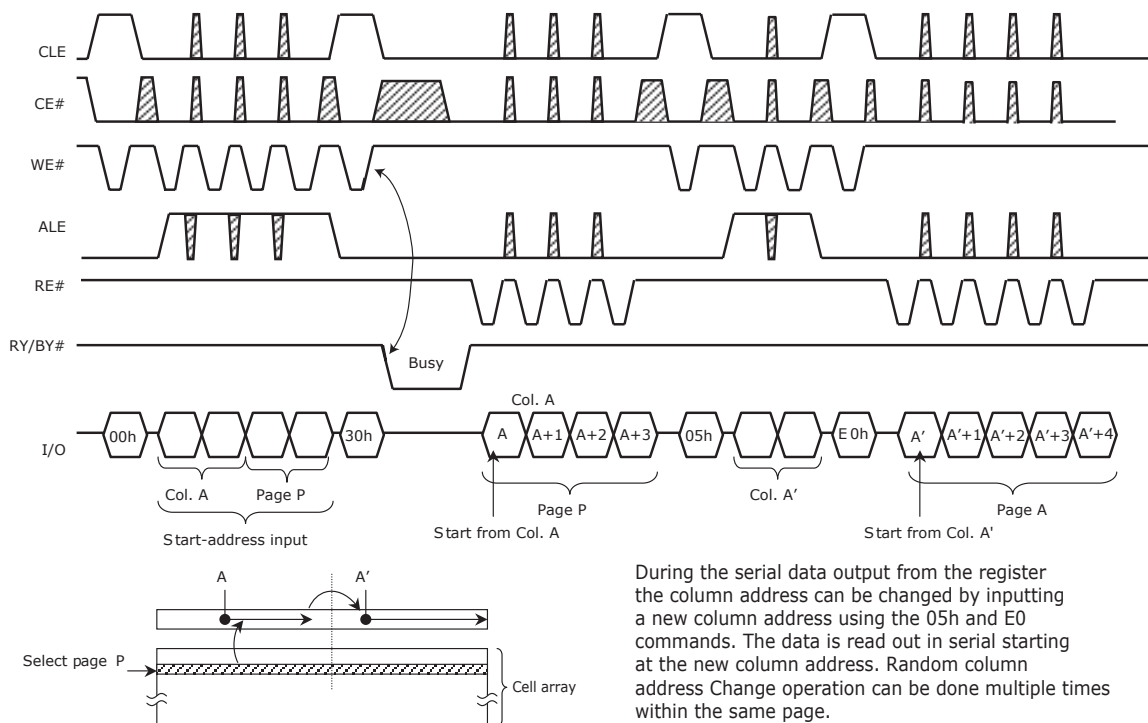 CLE
CE#
WE#
ALE
RE#
RY/BY#
Busy
Col. A
I/O
00h
30h
A
A+1
A+2
A+3
05h
E0h
A'
A'+1
A'+2
A'+3
A'+4
Col. A
Page P
Page P
Col. A'
Page A
Start-address input
Start from Col. A
Start from Col. A'
A
A'
Select page P
Cell array
During the serial data output from the register
the column address can be changed by inputting
a new column address using the 05h and E0
commands. The data is read out in serial starting
at the new column address. Random column
address Change operation can be done multiple times
within the same page.